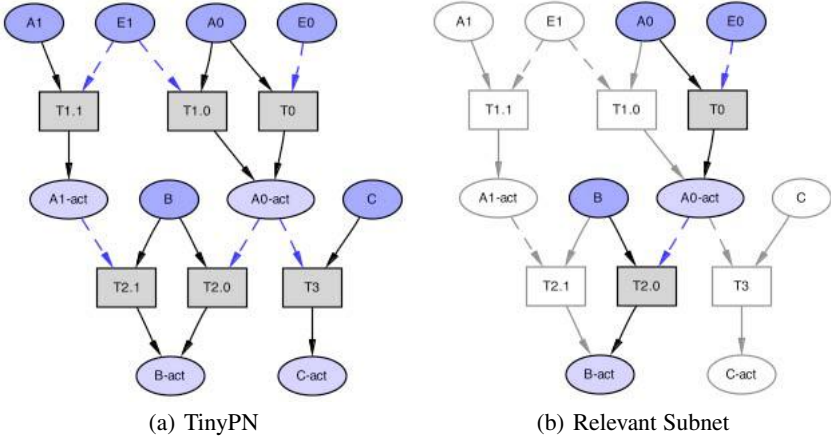 A1 E1 A0 E0
T1.1 T1.0 T0
A1-act B A0-act C
T2.1 T2.0 T3
B-act C-act
(a) TinyPN
A1 E1 A0 E0
T1.1 T1.0 T0
A1-act B A0-act C
T2.1 T2.0 T3
B-act C-act
(b) Relevant Subnet